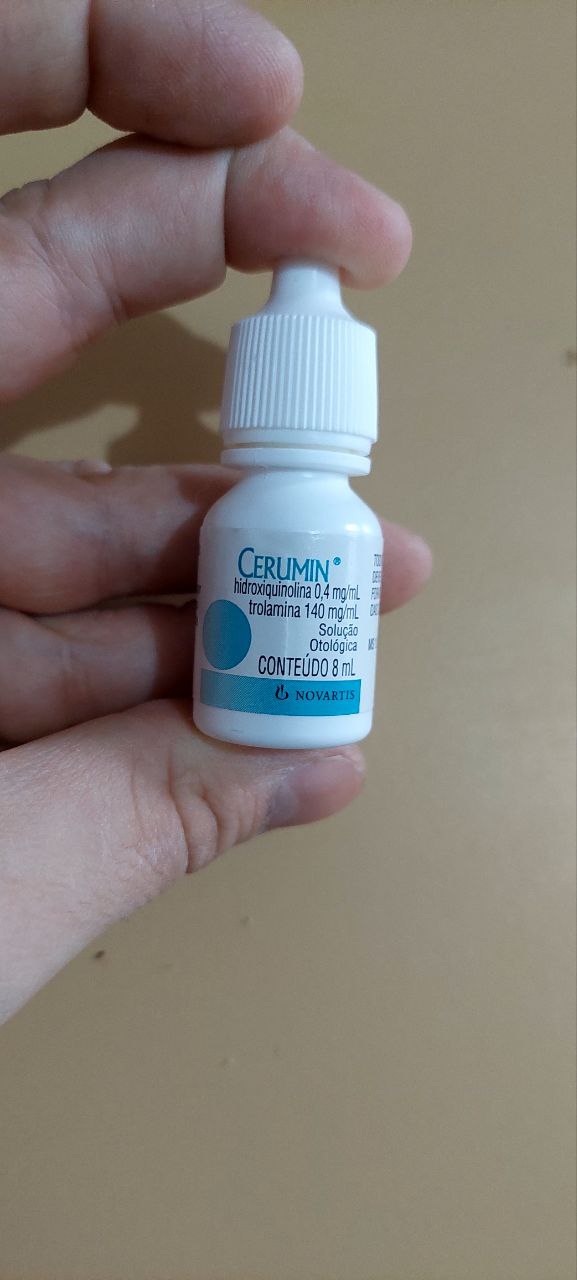 CERUMIN®
hidroxiquinolina 0,4 mg/mL
trolamina 140 mg/mL
Solução
Otológica
CONTEÚDO 8 mL
NOVARTIS